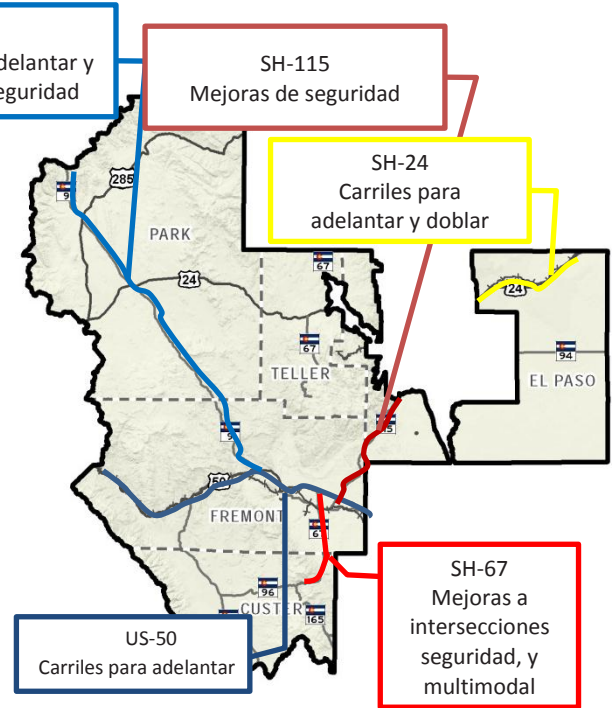 delantar y
eguridad
SH-115
Mejoras de seguridad
SH-24
Carriles para
adelantar y doblar
285
9
PARK
24
67
67
TELLER
24
94
EL PASO
9
50
FREMONT
67
96
CUSTER
165
US-50
Carriles para adelantar
SH-67
Mejoras a
intersecciones
seguridad, y
multimodal